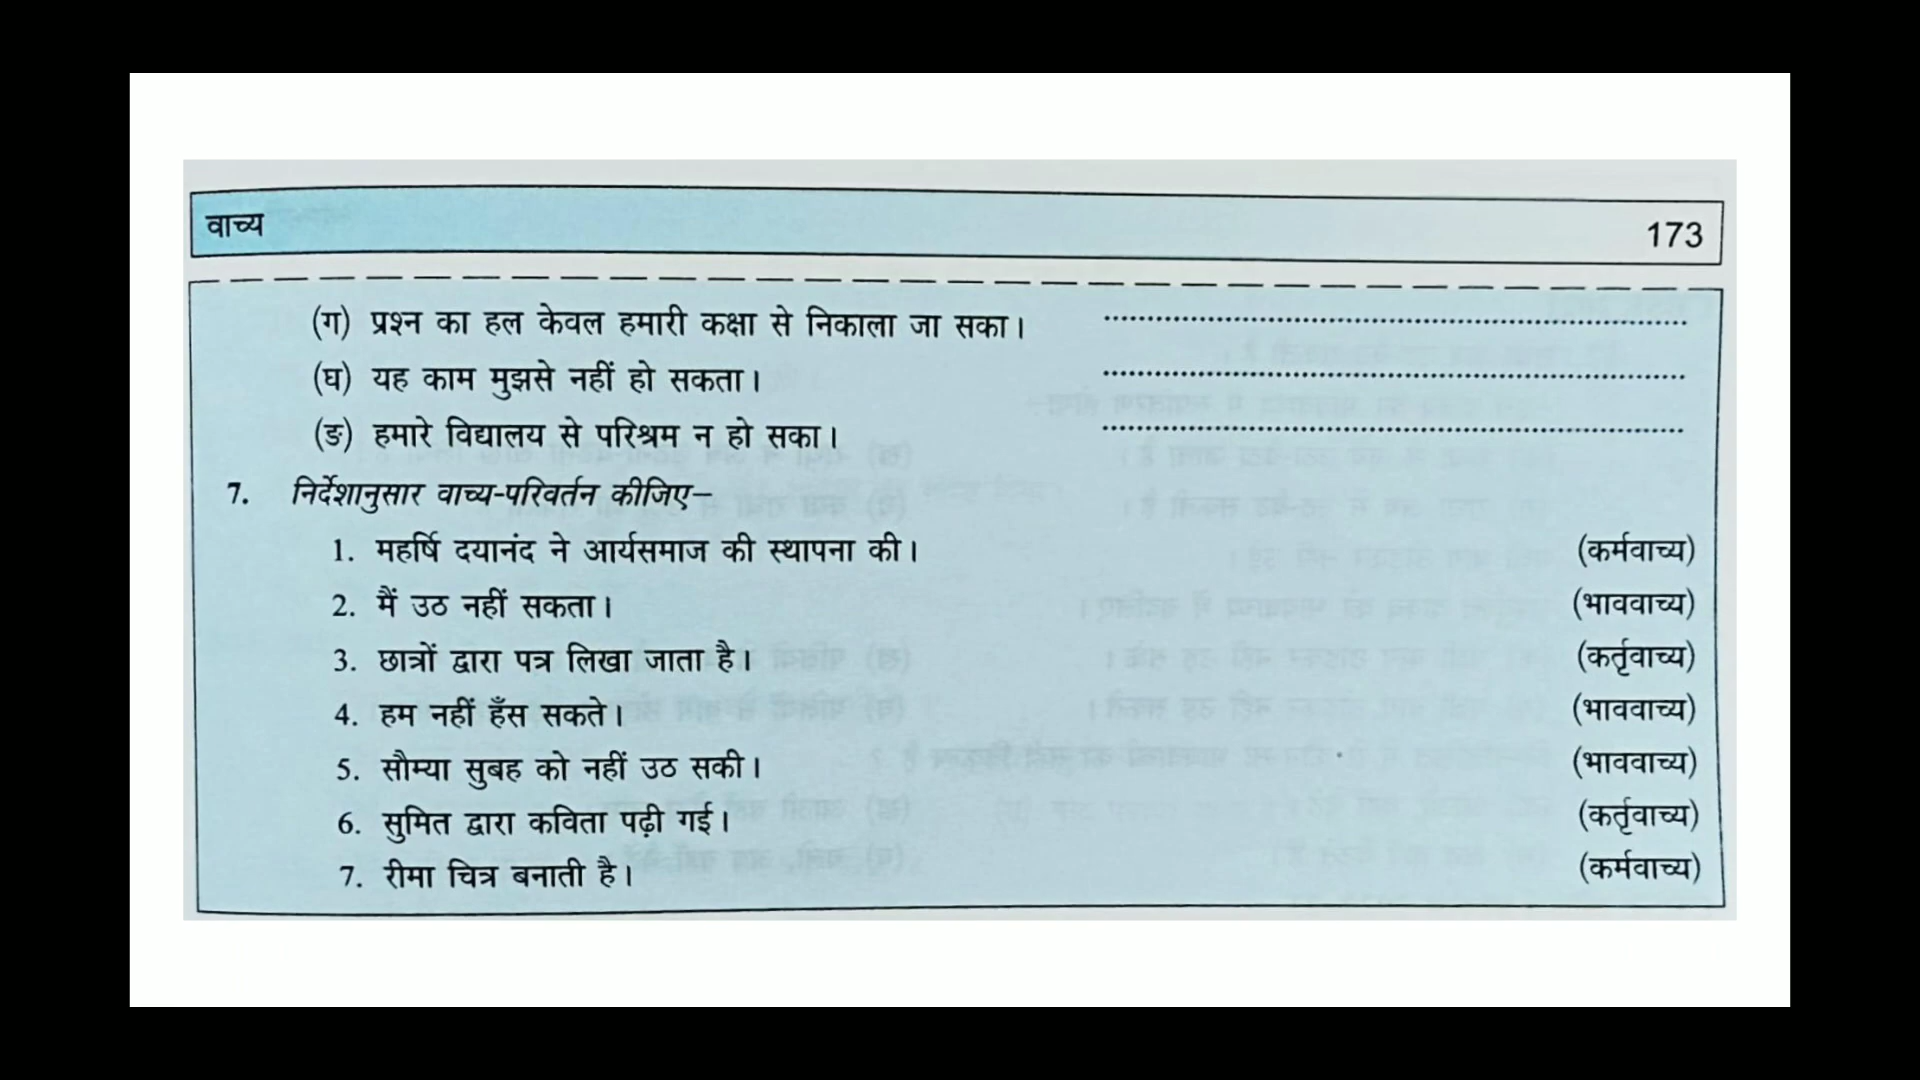 वाच्य 173
(ग) प्रश्न का हल केवल हमारी कक्षा से निकाला जा सका।
(घ) यह काम मुझसे नहीं हो सकता।
(ङ) हमारे विद्यालय से परिश्रम न हो सका।
7. निर्देशानुसार वाच्य-परिवर्तन कीजिए–
1. महर्षि दयानंद ने आर्यसमाज की स्थापना की। (कर्मवाच्य)
2. मैं उठ नहीं सकता। (भाववाच्य)
3. छात्रों द्वारा पत्र लिखा जाता है। (कर्तृवाच्य)
4. हम नहीं हँस सकते। (भाववाच्य)
5. सौम्या सुबह को नहीं उठ सकी। (भाववाच्य)
6. सुमित द्वारा कविता पढ़ी गई। (कर्तृवाच्य)
7. रीमा चित्र बनाती है। (कर्मवाच्य)